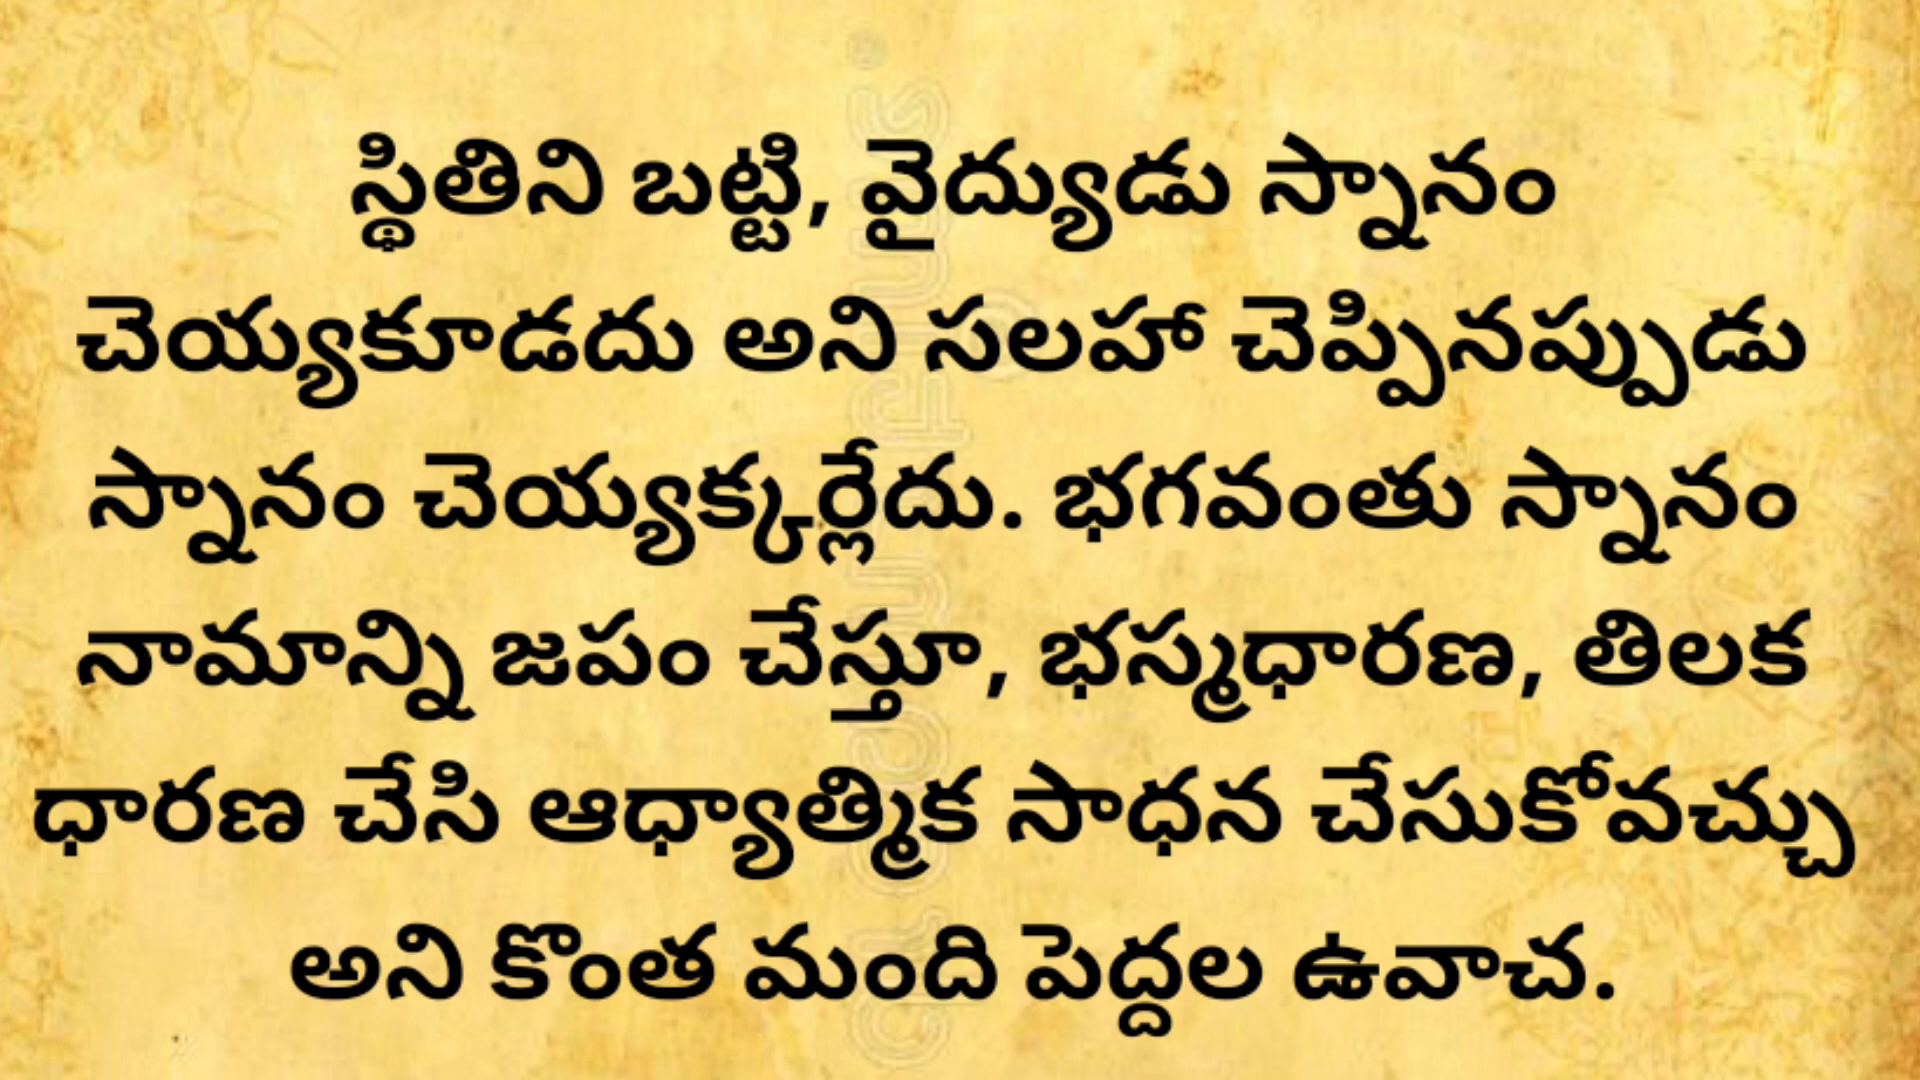 స్థితిని బట్టి, వైద్యుడు స్నానం
చెయ్యకూడదు అని సలహా చెప్పినప్పుడు
స్నానం చెయ్యక్కర్లేదు. భగవంతు స్నానం
నామాన్ని జపం చేస్తూ, భస్మధారణ, తిలక
ధారణ చేసి ఆధ్యాత్మిక సాధన చేసుకోవచ్చు
అని కొంత మంది పెద్దల ఉవాచ.